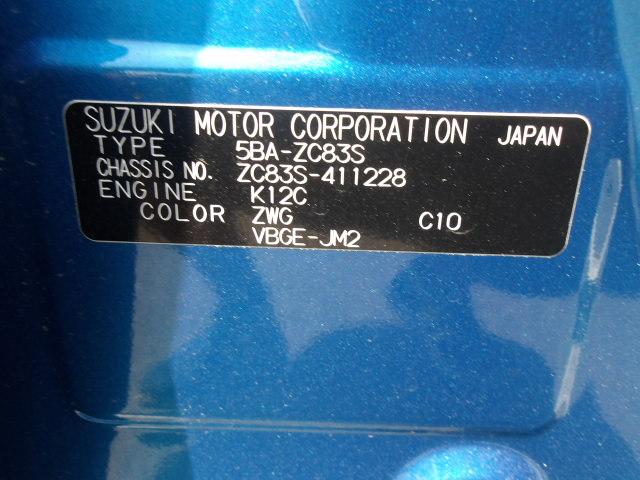 SUZUKI MOTOR CORPORATION JAPAN
TYPE 5BA-ZC83S
CHASSIS NO. ZC83S-411228
ENGINE K12C
COLOR ZWG C10
VBGE-JM2